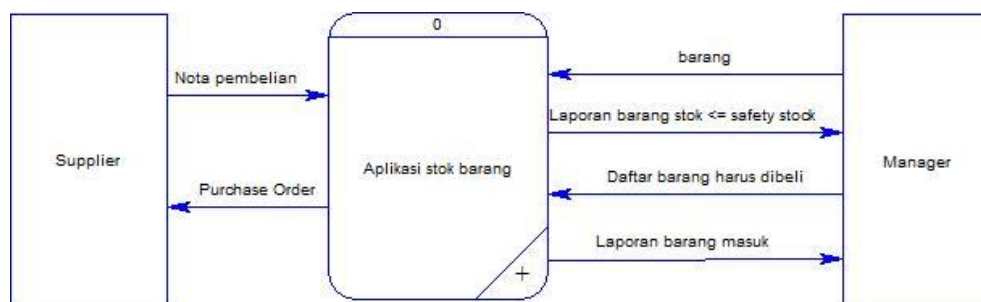 0
Nota pembelian
barang
Laporan barang stok <= safety stock
Supplier
Aplikasi stok barang
Manager
Purchase Order
Daftar barang harus dibeli
Laporan barang masuk
+